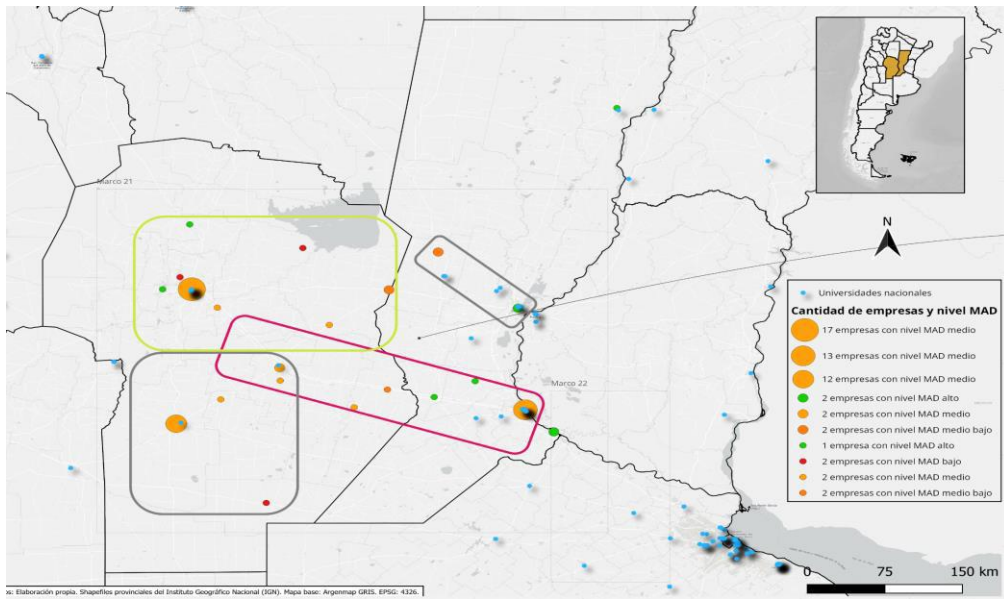 Marco 21
N
Universidades nacionales
Cantidad de empresas y nivel MAD
17 empresas con nivel MAD medio
13 empresas con nivel MAD medio
12 empresas con nivel MAD medio
2 empresas con nivel MAD alto
2 empresas con nivel MAD medio
2 empresas con nivel MAD medio bajo
1 empresa con nivel MAD alto
2 empresas con nivel MAD bajo
2 empresas con nivel MAD medio
2 empresas con nivel MAD medio bajo
Marco 22
0 75 150 km
os: Elaboración propia. Shapefiles provinciales del Instituto Geográfico Nacional (IGN). Mapa base: Argenmap GRIS. EPSG: 4326.